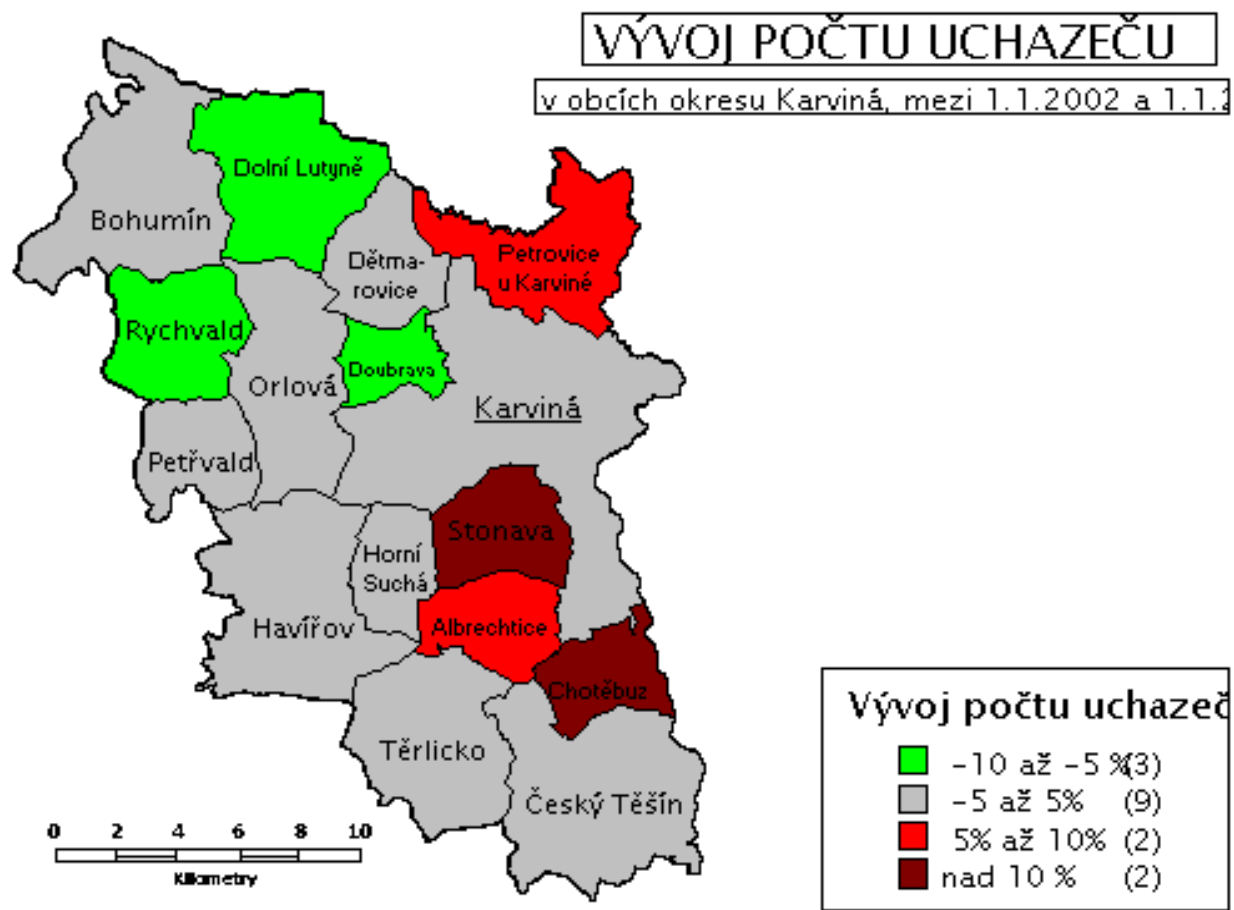 VÝVOJ POČTU UCHAZEČU
v obcích okresu Karviná, mezi 1.1.2002 a 1.1.2
Dolní Lutyně
Bohumín
Dětma-
rovice
Petrovice
u Karviné
Rychvald
Doubrava
Orlová
Karviná
Petřvald
Stonava
Horní
Suchá
Havířov
Albrechtice
Chotěbuz
Těrlicko
Český Těšín
0 2 4 6 8 10
Kilometry
Vývoj počtu uchazeč
-10 až -5 % (3)
-5 až 5% (9)
5% až 10% (2)
nad 10 % (2)